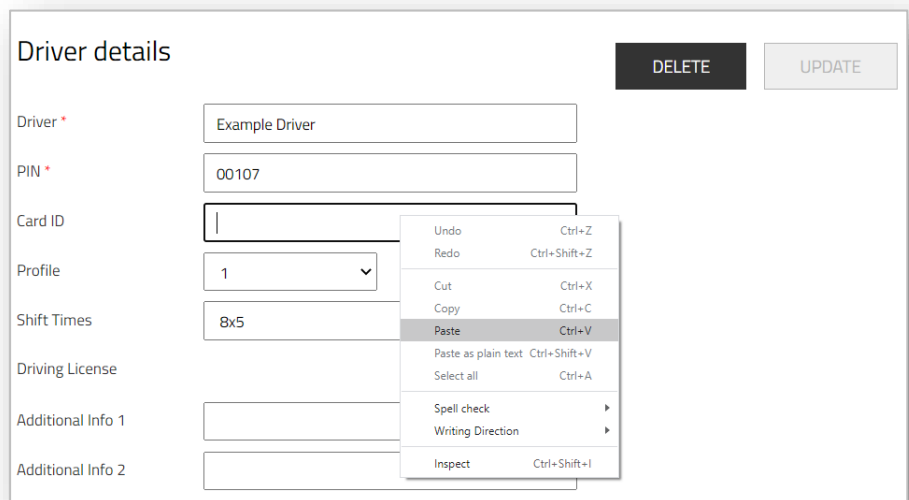 Driver details
DELETE
UPDATE
Driver *
Example Driver
PIN *
00107
Card ID
Profile
1
Shift Times
8x5
Driving License
Additional Info 1
Additional Info 2
Undo Ctrl+Z
Redo Ctrl+Shift+Z
Cut Ctrl+X
Copy Ctrl+C
Paste Ctrl+V
Paste as plain text Ctrl+Shift+V
Select all Ctrl+A
Spell check
Writing Direction
Inspect Ctrl+Shift+I